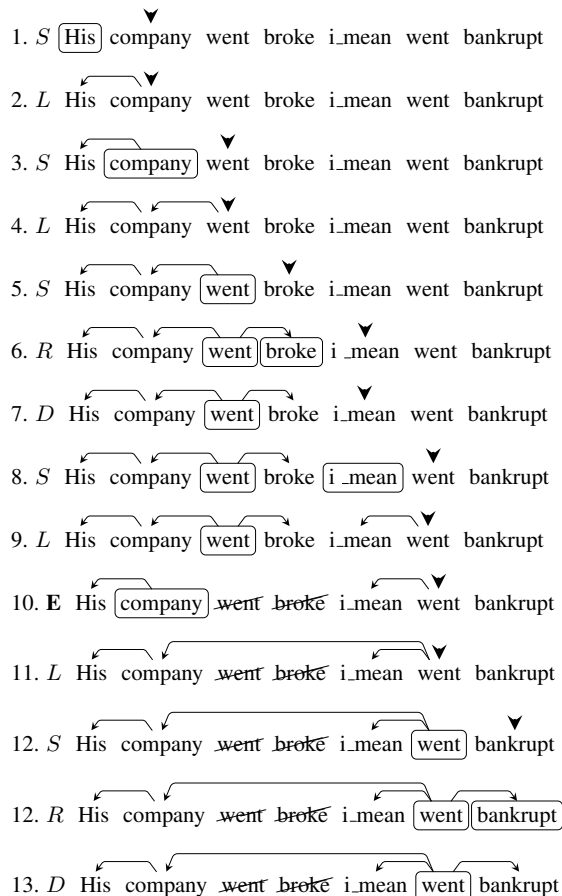 1. S His company went broke i_mean went bankrupt
2. L His company went broke i_mean went bankrupt
3. S His company went broke i_mean went bankrupt
4. L His company went broke i_mean went bankrupt
5. S His company went broke i_mean went bankrupt
6. R His company went broke i_mean went bankrupt
7. D His company went broke i_mean went bankrupt
8. S His company went broke i_mean went bankrupt
9. L His company went broke i_mean went bankrupt
10. E His company went broke i_mean went bankrupt
11. L His company went broke i_mean went bankrupt
12. S His company went broke i_mean went bankrupt
12. R His company went broke i_mean went bankrupt
13. D His company went broke i_mean went bankrupt